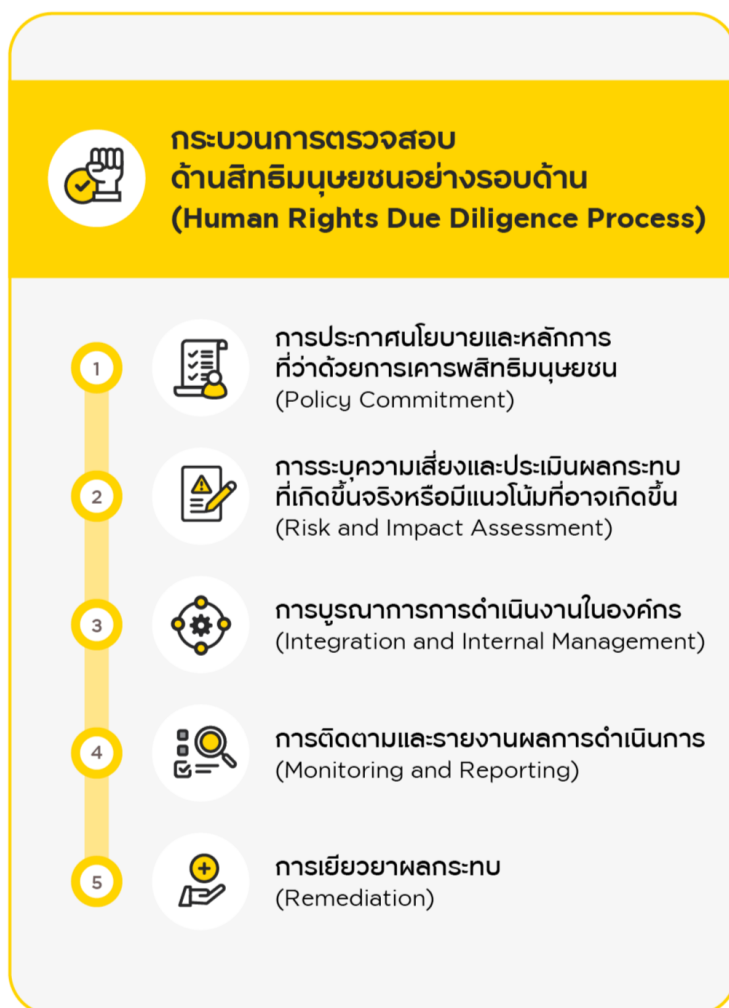 กระบวนการตรวจสอบ
ด้านสิทธิมนุษยชนอย่างรอบด้าน
(Human Rights Due Diligence Process)
1
การประกาศนโยบายและหลักการ
ที่ว่าด้วยการเคารพสิทธิมนุษยชน
(Policy Commitment)
2
การระบุความเสี่ยงและประเมินผลกระทบ
ที่เกิดขึ้นจริงหรือมีแนวโน้มที่อาจเกิดขึ้น
(Risk and Impact Assessment)
3
การบูรณาการการดำเนินงานในองค์กร
(Integration and Internal Management)
4
การติดตามและรายงานผลการดำเนินการ
(Monitoring and Reporting)
5
การเยียวยาผลกระทบ
(Remediation)